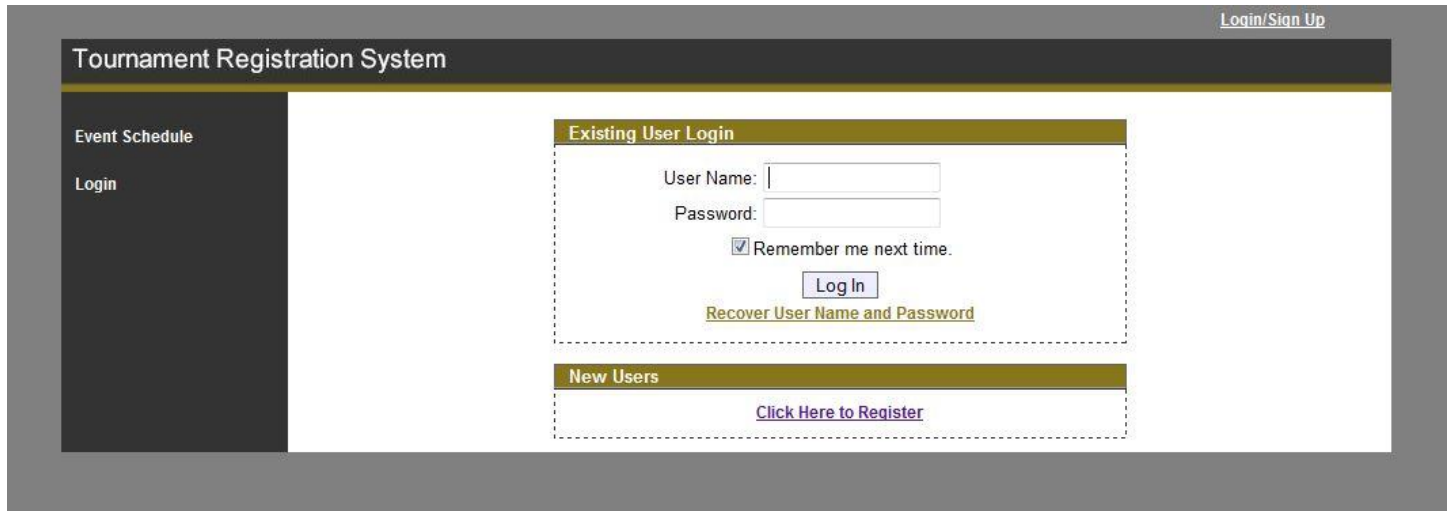 Login/Sign Up
Tournament Registration System
Event Schedule
Login
Existing User Login
User Name:
Password:
Remember me next time.
Log In
Recover User Name and Password
New Users
Click Here to Register